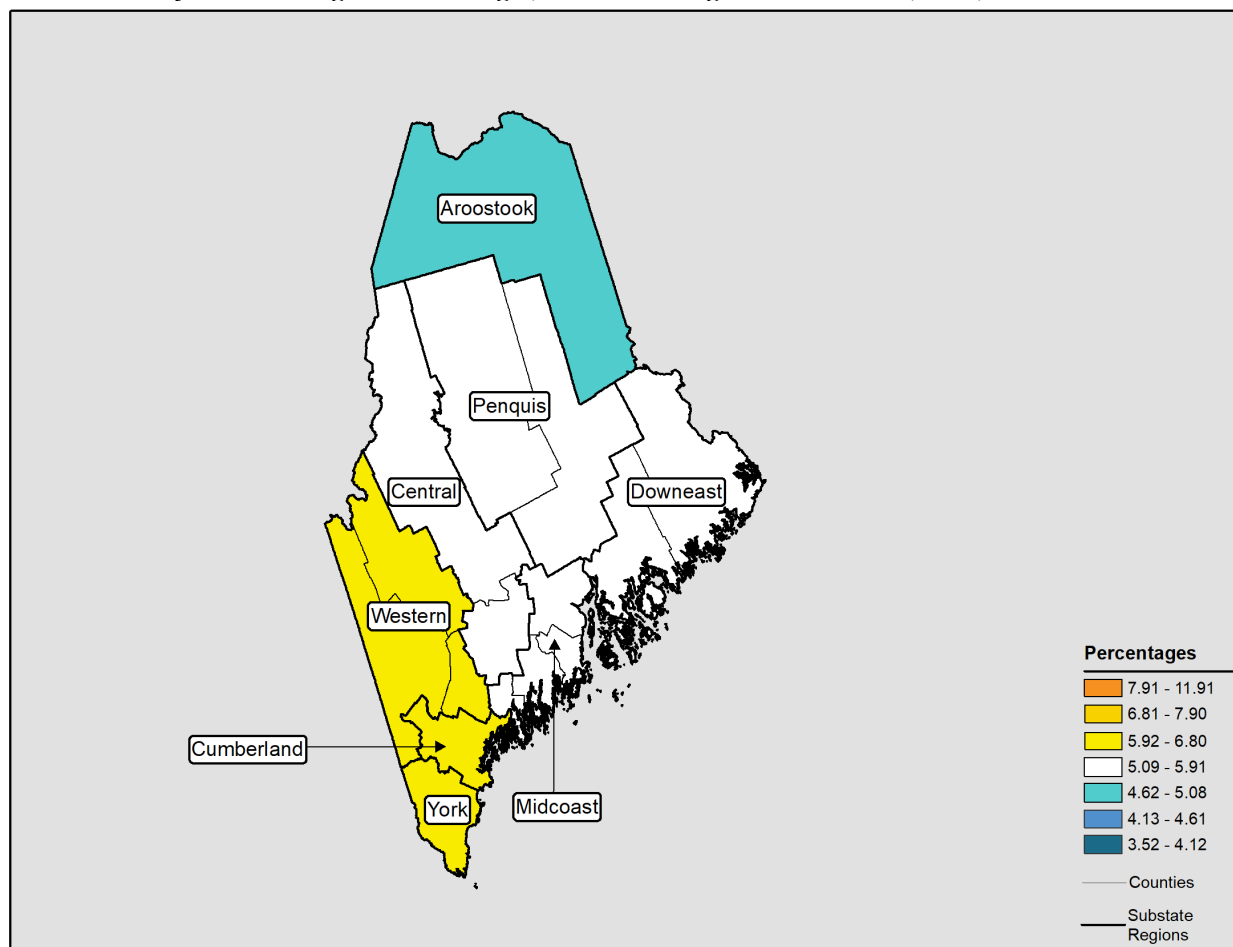 Aroostook
Penquis
Central
Downeast
Western
Cumberland
Midcoast
York
Percentages
7.91 - 11.91
6.81 - 7.90
5.92 - 6.80
5.09 - 5.91
4.62 - 5.08
4.13 - 4.61
3.52 - 4.12
Counties
Substate
Regions